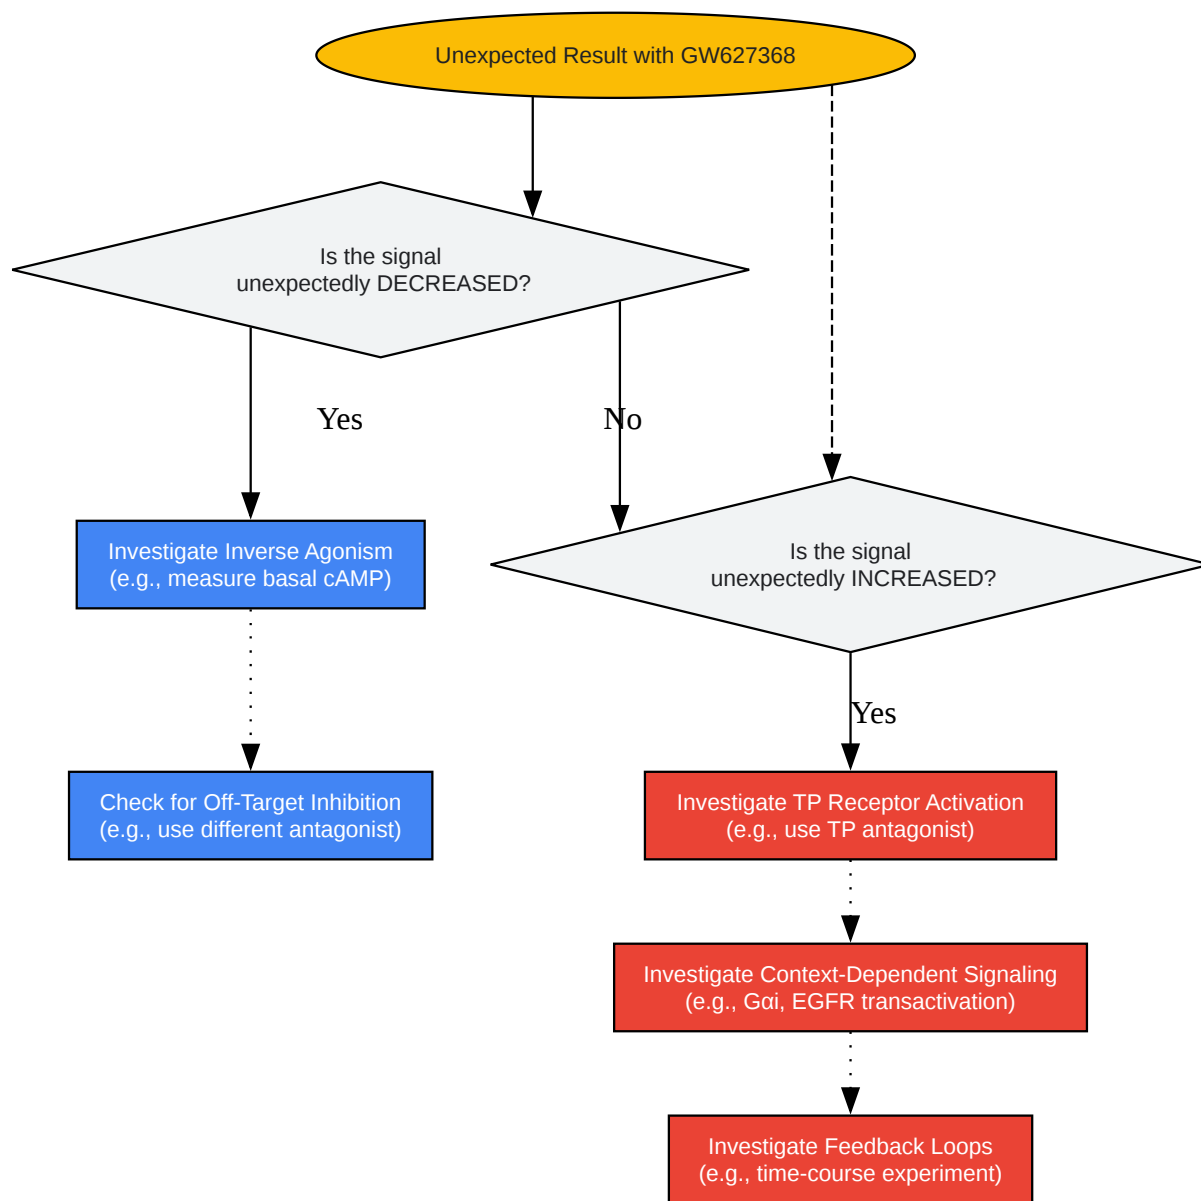 Unexpected Result with GW627368
Is the signal
unexpectedly DECREASED?
Yes
No
Investigate Inverse Agonism
(e.g., measure basal cAMP)
Is the signal
unexpectedly INCREASED?
Yes
Check for Off-Target Inhibition
(e.g., use different antagonist)
Investigate TP Receptor Activation
(e.g., use TP antagonist)
Investigate Context-Dependent Signaling
(e.g., Gαi, EGFR transactivation)
Investigate Feedback Loops
(e.g., time-course experiment)